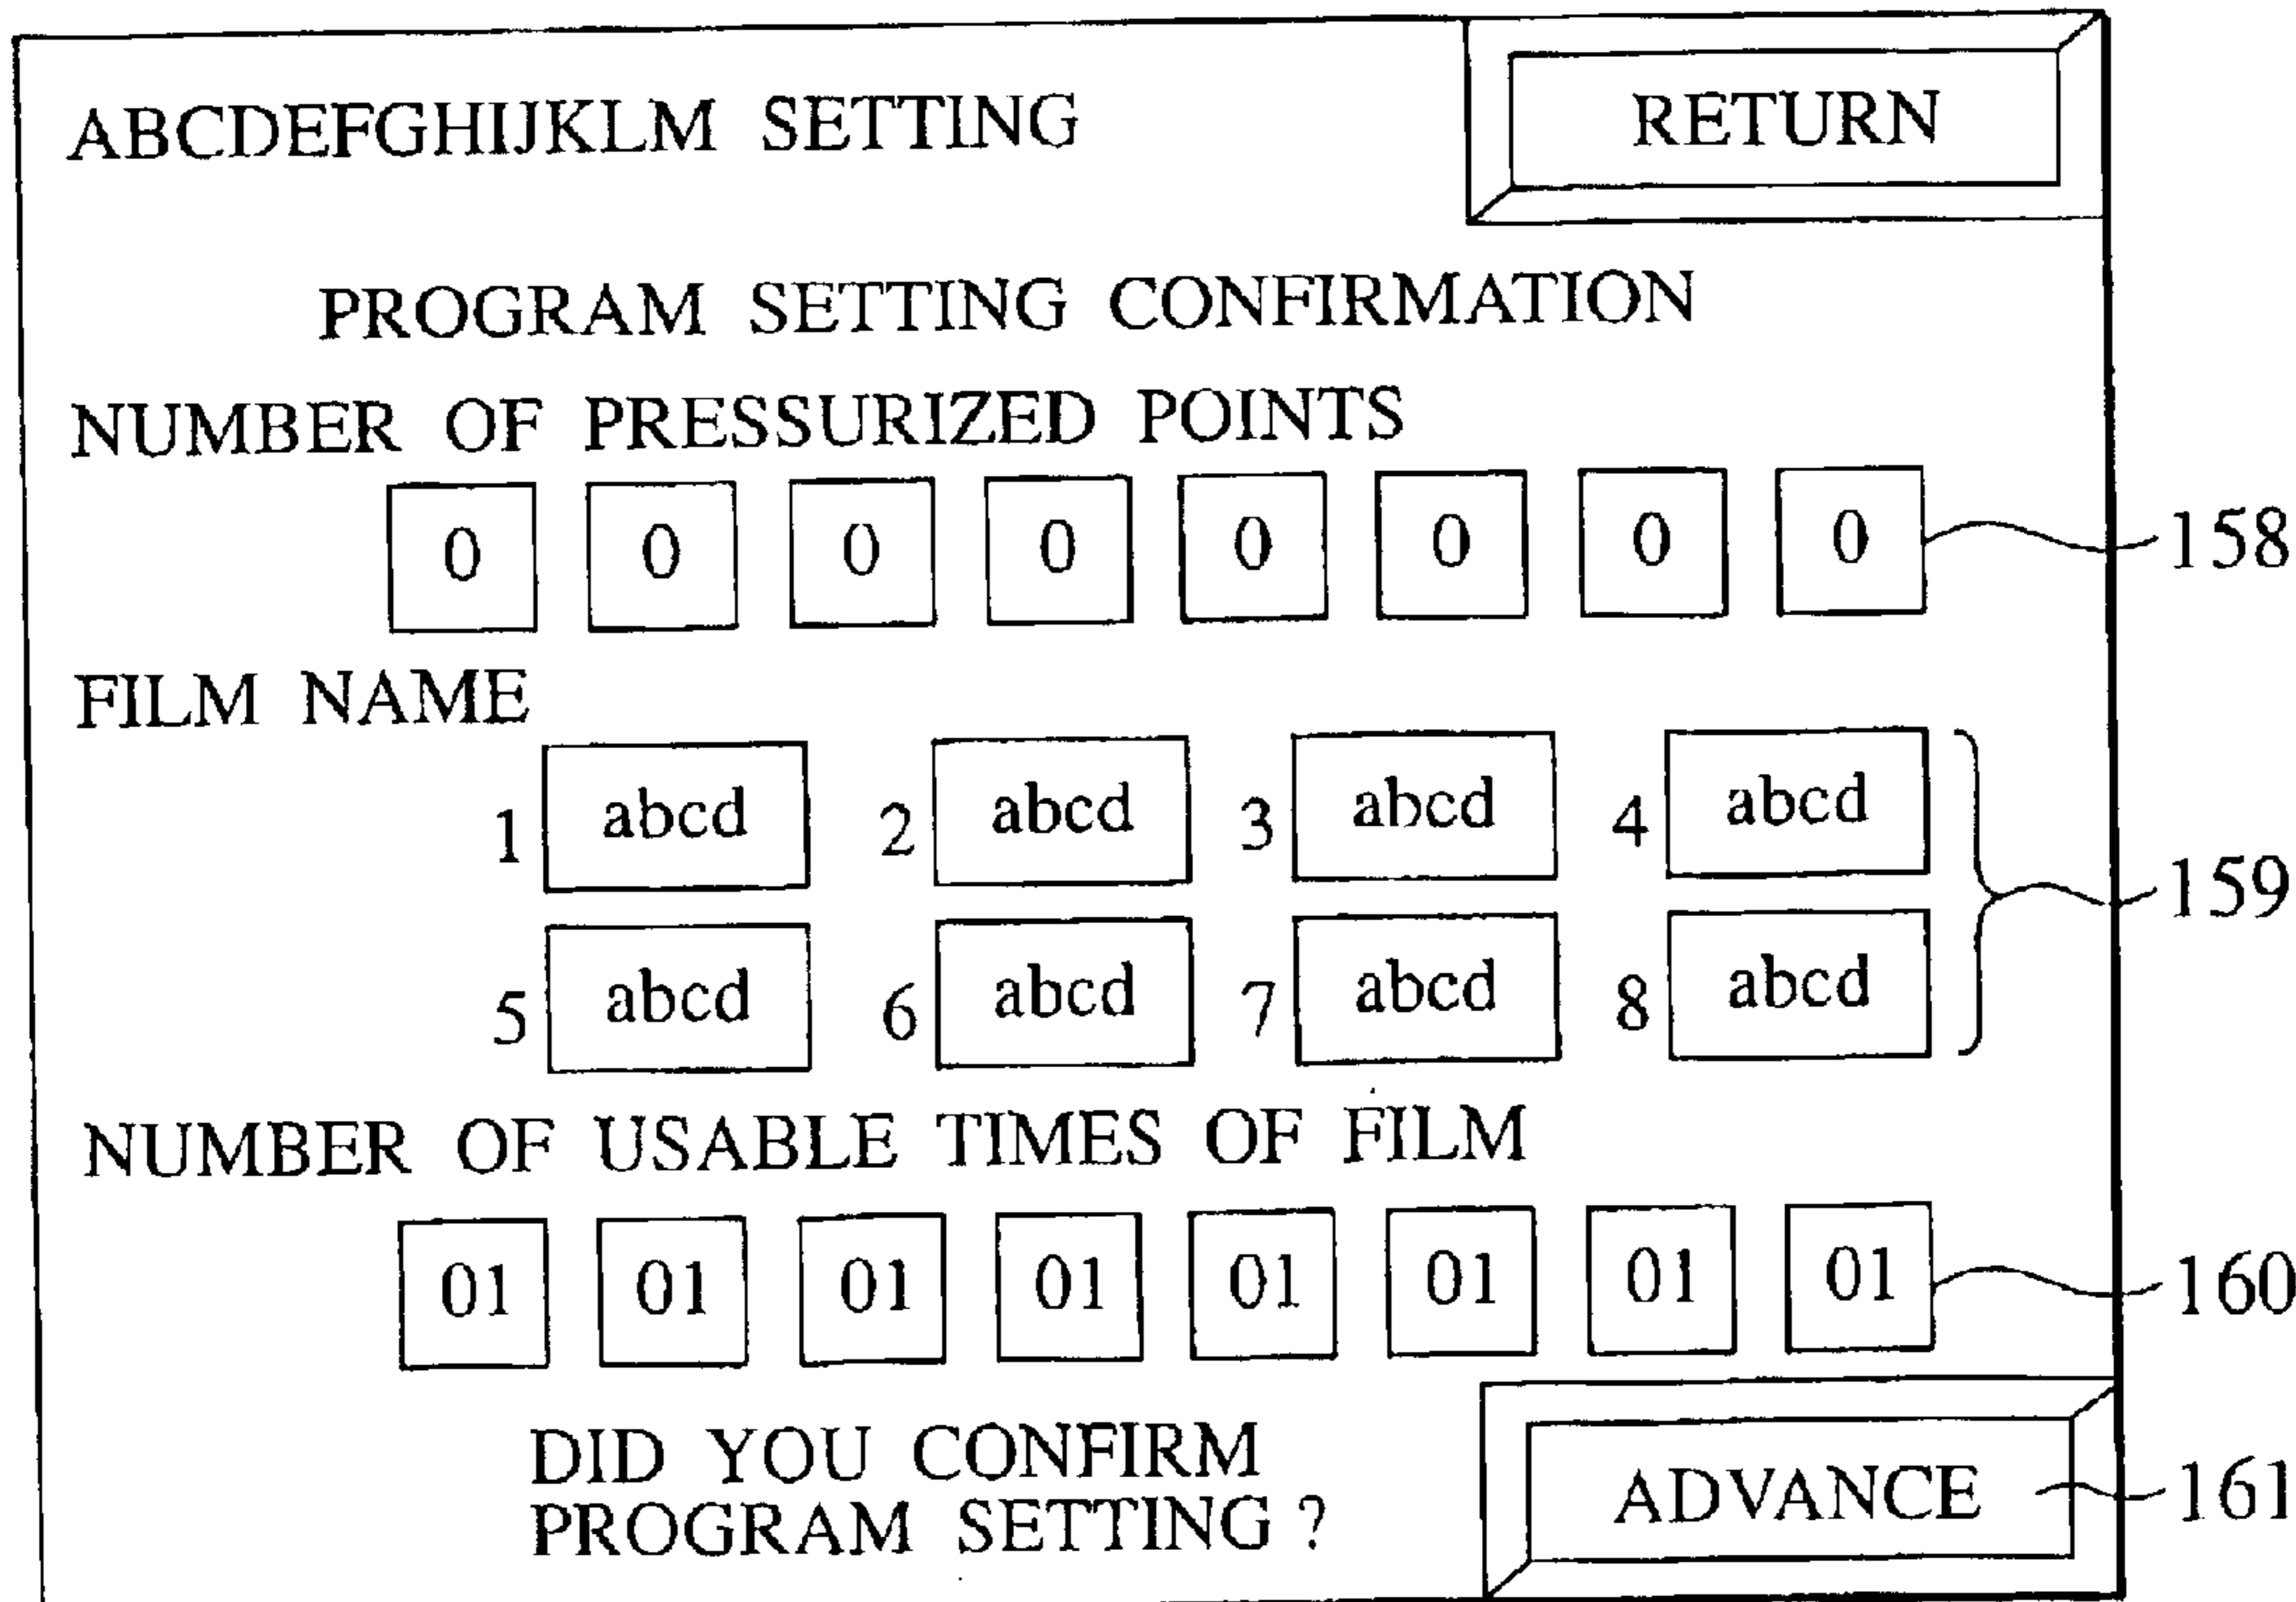 ABCDEFGHIJKLM SETTING RETURN
PROGRAM SETTING CONFIRMATION
NUMBER OF PRESSURIZED POINTS
0 0 0 0 0 0 0 0 158
FILM NAME
1 abcd 2 abcd 3 abcd 4 abcd
159
5 abcd 6 abcd 7 abcd 8 abcd
NUMBER OF USABLE TIMES OF FILM
01 01 01 01 01 01 01 01 160
DID YOU CONFIRM
PROGRAM SETTING ?
ADVANCE 161